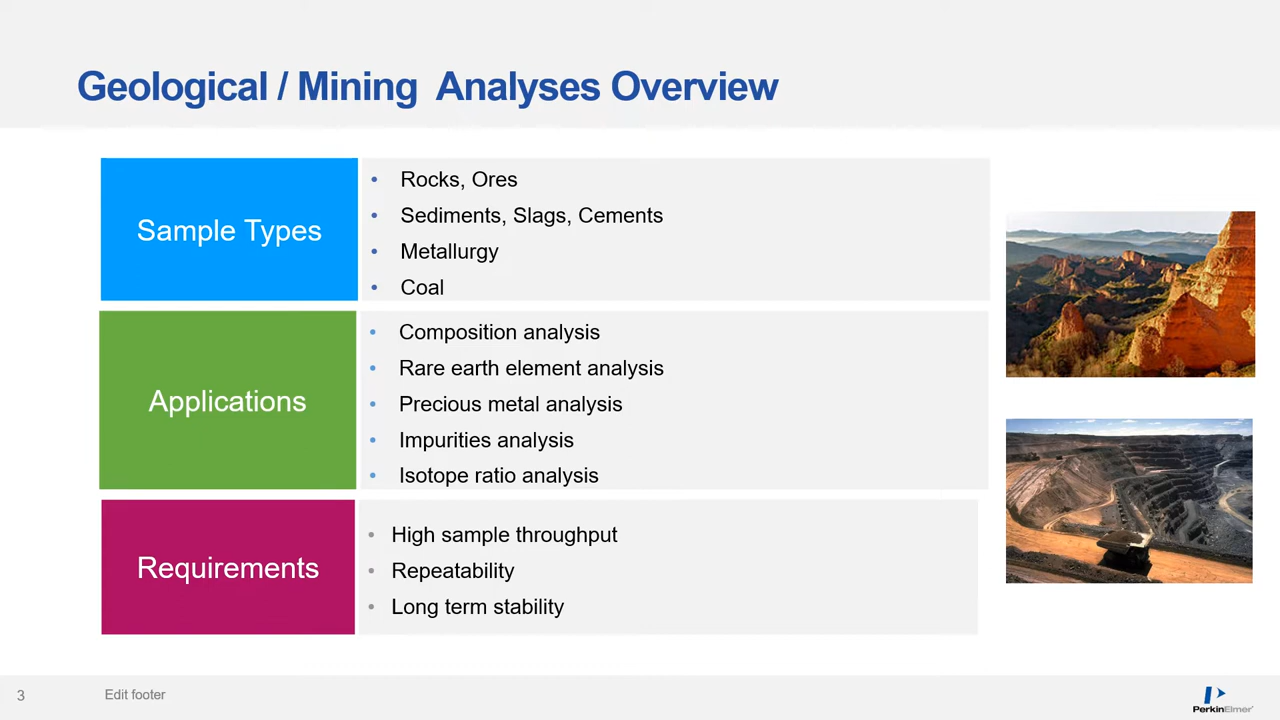 Geological / Mining  Analyses Overview
Sample Types
• Rocks, Ores
• Sediments, Slags, Cements
• Metallurgy
• Coal
Applications
• Composition analysis
• Rare earth element analysis
• Precious metal analysis
• Impurities analysis
• Isotope ratio analysis
Requirements
• High sample throughput
• Repeatability
• Long term stability
3
Edit footer
PerkinElmer